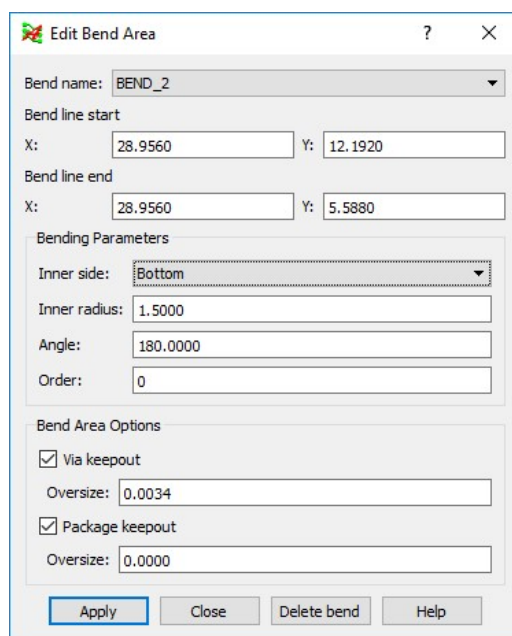 Edit Bend Area ?
Bend name: BEND_2
Bend line start
X: 28.9560 Y: 12.1920
Bend line end
X: 28.9560 Y: 5.5880
Bending Parameters
Inner side: Bottom
Inner radius: 1.5000
Angle: 180.0000
Order: 0
Bend Area Options
Via keepout
Oversize: 0.0034
Package keepout
Oversize: 0.0000
Apply Close Delete bend Help